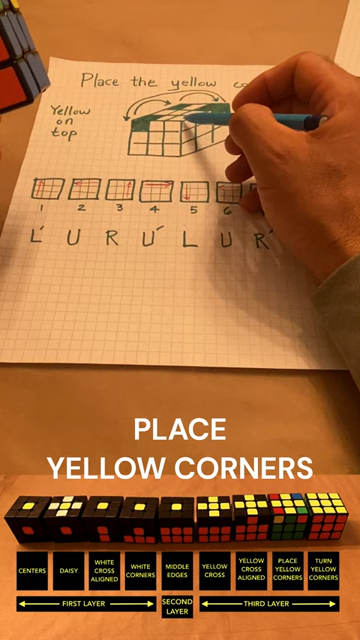 Place the yellow
Yellow
on
top
1 2 3 4 5 6
L' U R U' L U R'
PLACE
YELLOW CORNERS
CENTERS
DAISY
WHITE CROSS ALIGNED
WHITE CORNERS
MIDDLE EDGES
YELLOW CROSS
YELLOW CROSS ALIGNED
PLACE YELLOW CORNERS
TURN YELLOW CORNERS
FIRST LAYER
SECOND LAYER
THIRD LAYER